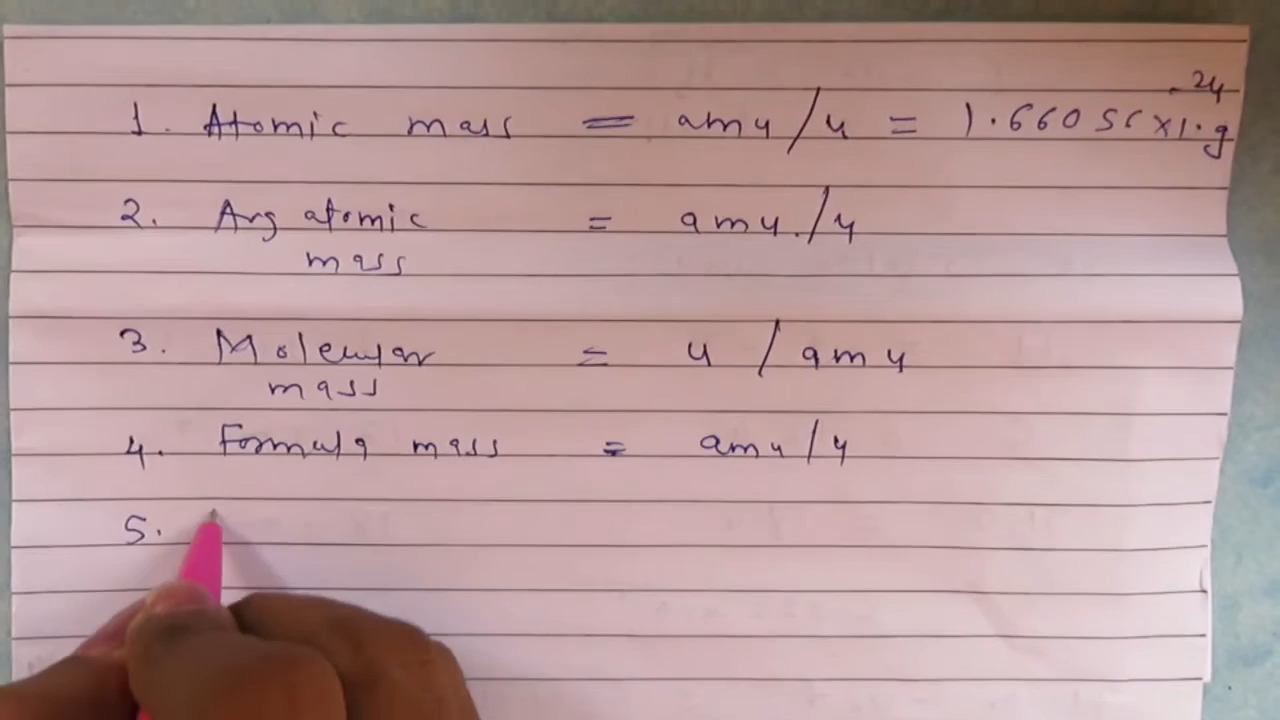 1. Atomic mass = amu/u = 1.66056 x 1. g -24
2. Avg atomic = amu./u
mass
3. Molecular = u / amu
mass
4. Formula mass = amu/u
5.